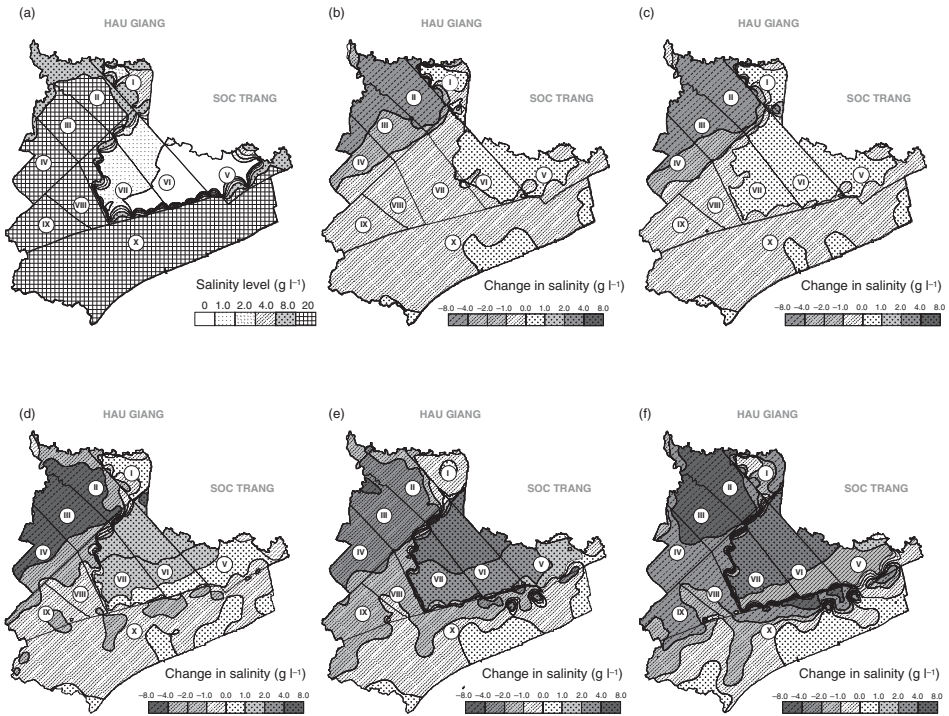 (a)
HAU GIANG
SOC TRANG
I
II
III
IV
V
VI
VII
VIII
IX
X
Salinity level (g l⁻¹)
0 1.0 2.0 4.0 8.0 20
(b)
HAU GIANG
SOC TRANG
I
II
III
IV
V
VI
VII
VIII
IX
X
Change in salinity (g l⁻¹)
−8.0 −4.0 −2.0 −1.0 0.0 1.0 2.0 4.0 8.0
(c)
HAU GIANG
SOC TRANG
I
II
III
IV
V
VI
VII
VIII
IX
X
Change in salinity (g l⁻¹)
−8.0 −4.0 −2.0 −1.0 0.0 1.0 2.0 4.0 8.0
(d)
HAU GIANG
SOC TRANG
I
II
III
IV
V
VI
VII
VIII
IX
X
Change in salinity (g l⁻¹)
−8.0 −4.0 −2.0 −1.0 0.0 1.0 2.0 4.0 8.0
(e)
HAU GIANG
SOC TRANG
I
II
III
IV
V
VI
VII
VIII
IX
X
Change in salinity (g l⁻¹)
−8.0 −4.0 −2.0 −1.0 0.0 1.0 2.0 4.0 8.0
(f)
HAU GIANG
SOC TRANG
I
II
III
IV
V
VI
VII
VIII
IX
X
Change in salinity (g l⁻¹)
−8.0 −4.0 −2.0 −1.0 0.0 1.0 2.0 4.0 8.0